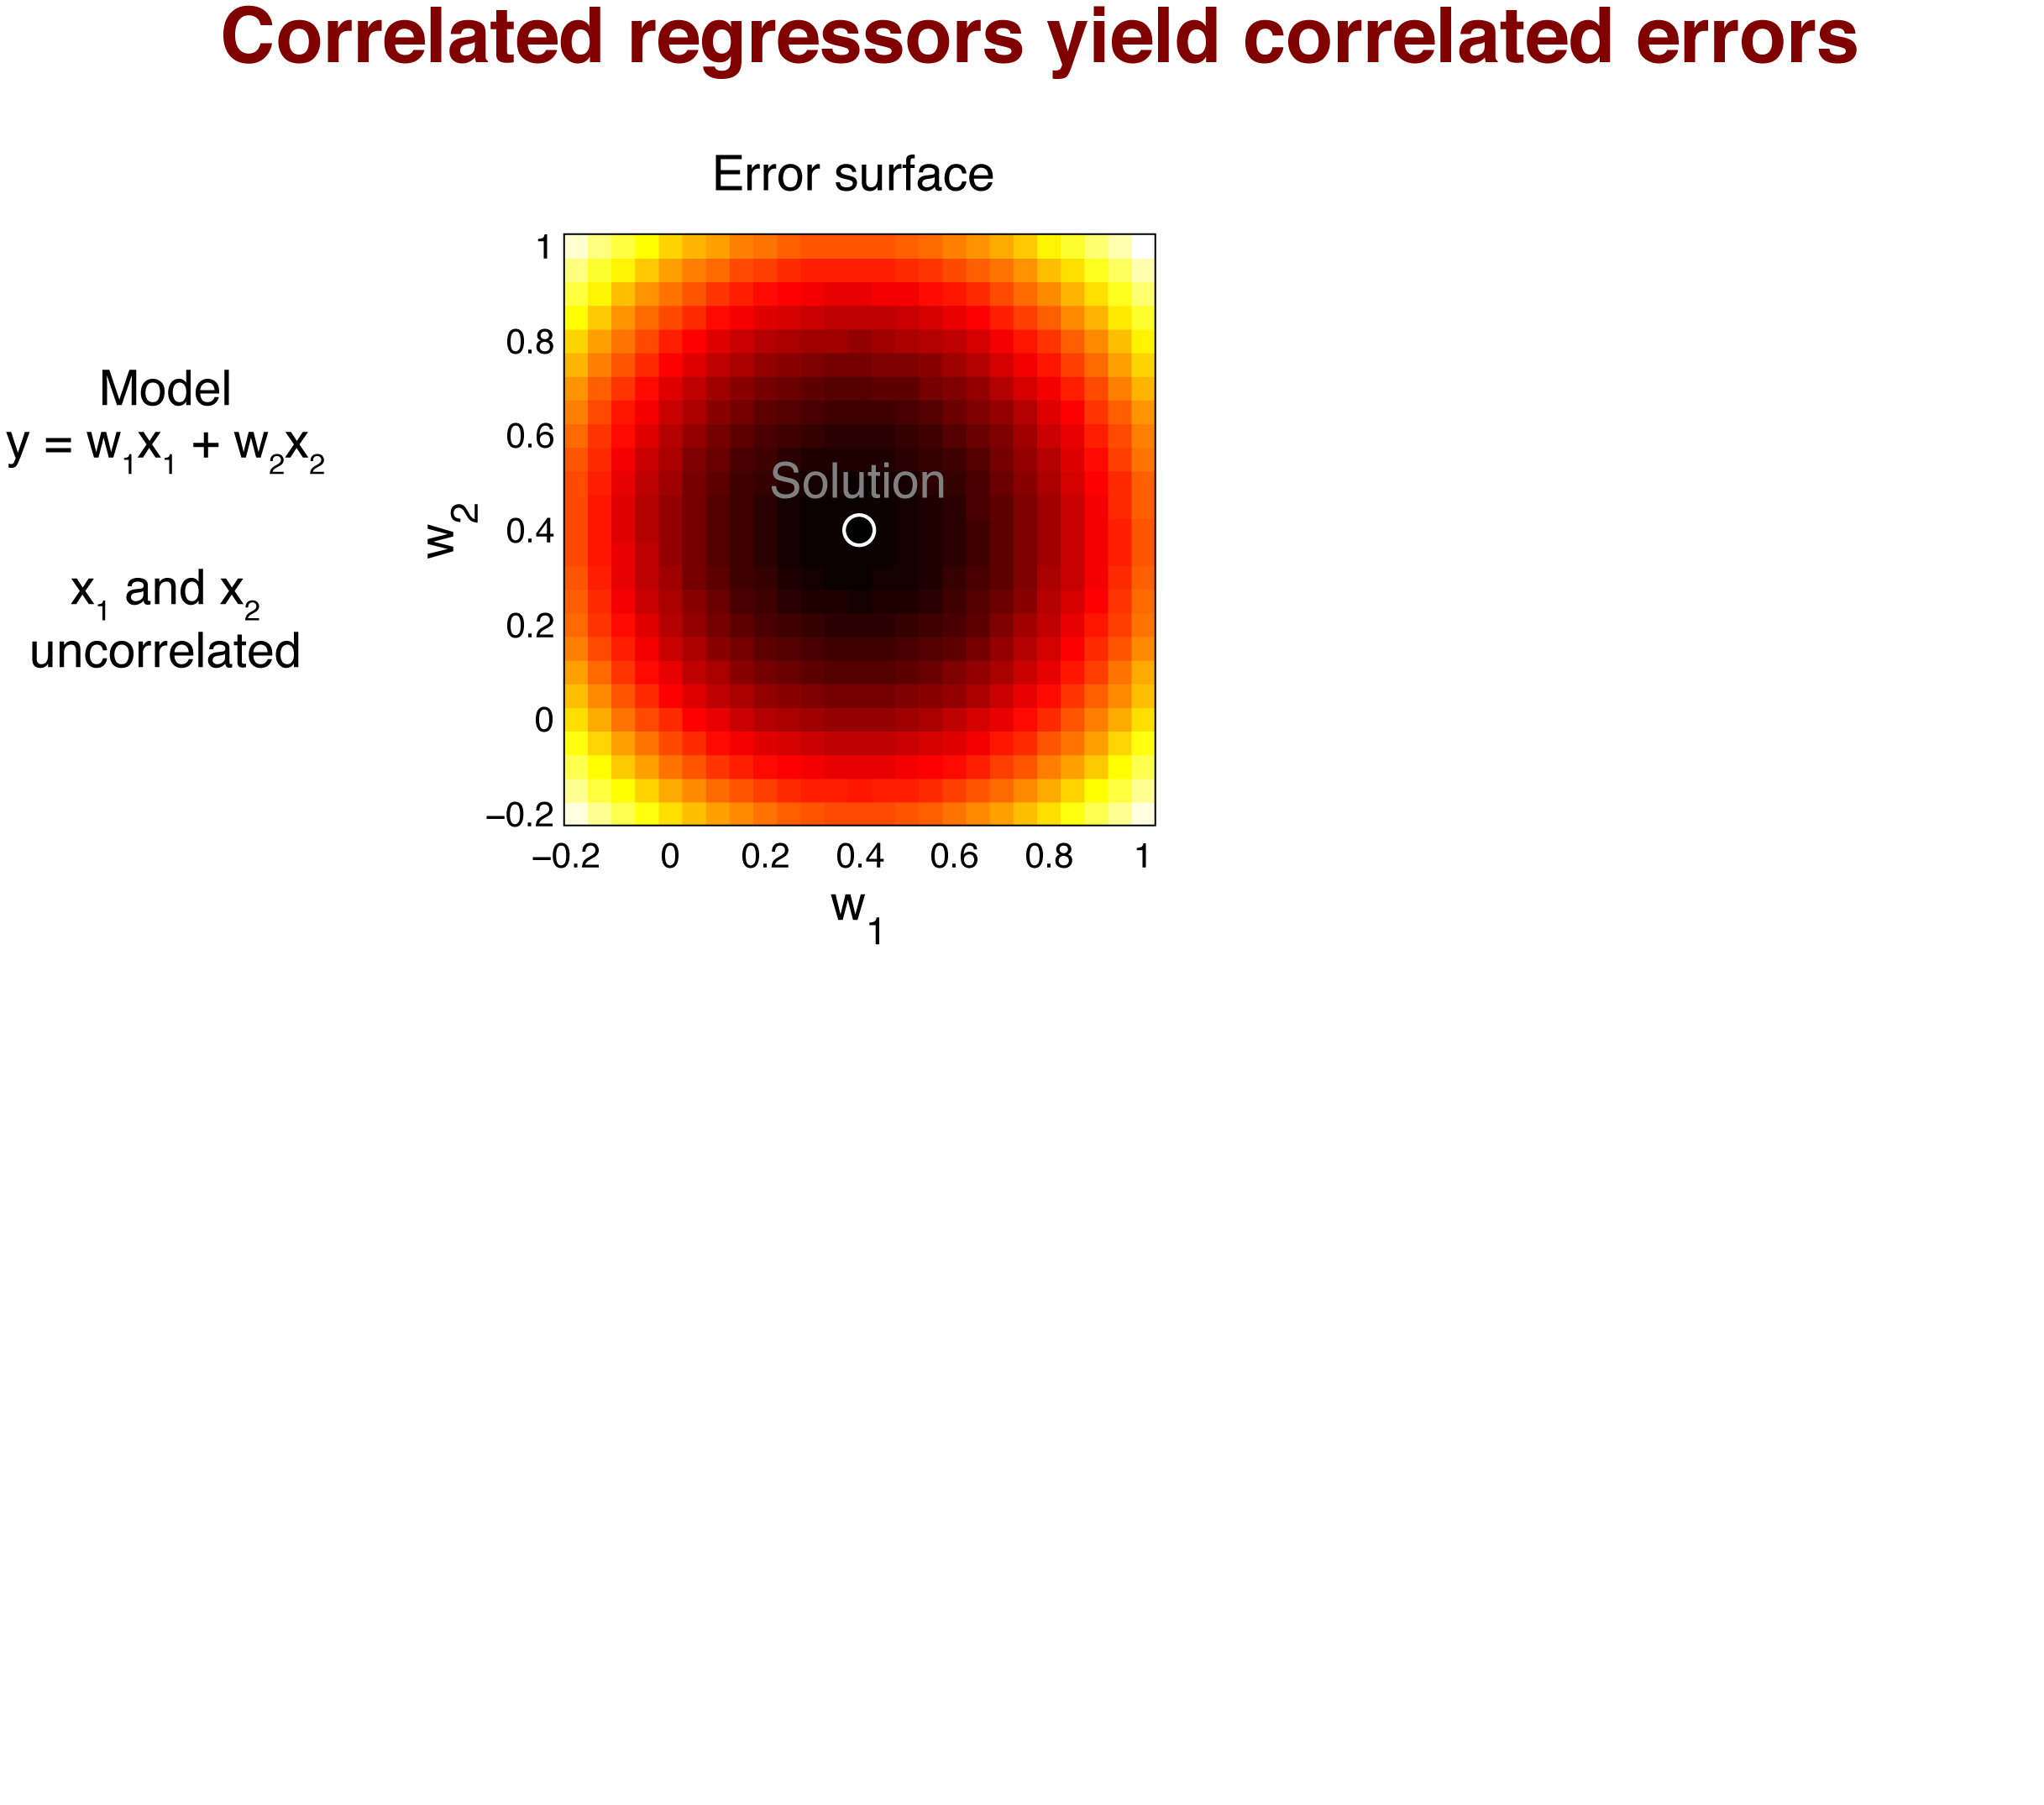 Correlated regressors yield correlated errors
Error surface
Model
y = w₁x₁ + w₂x₂
x₁ and x₂
uncorrelated
w₂
1
0.8
0.6
0.4
0.2
0
−0.2
Solution
−0.2 0 0.2 0.4 0.6 0.8 1
w₁